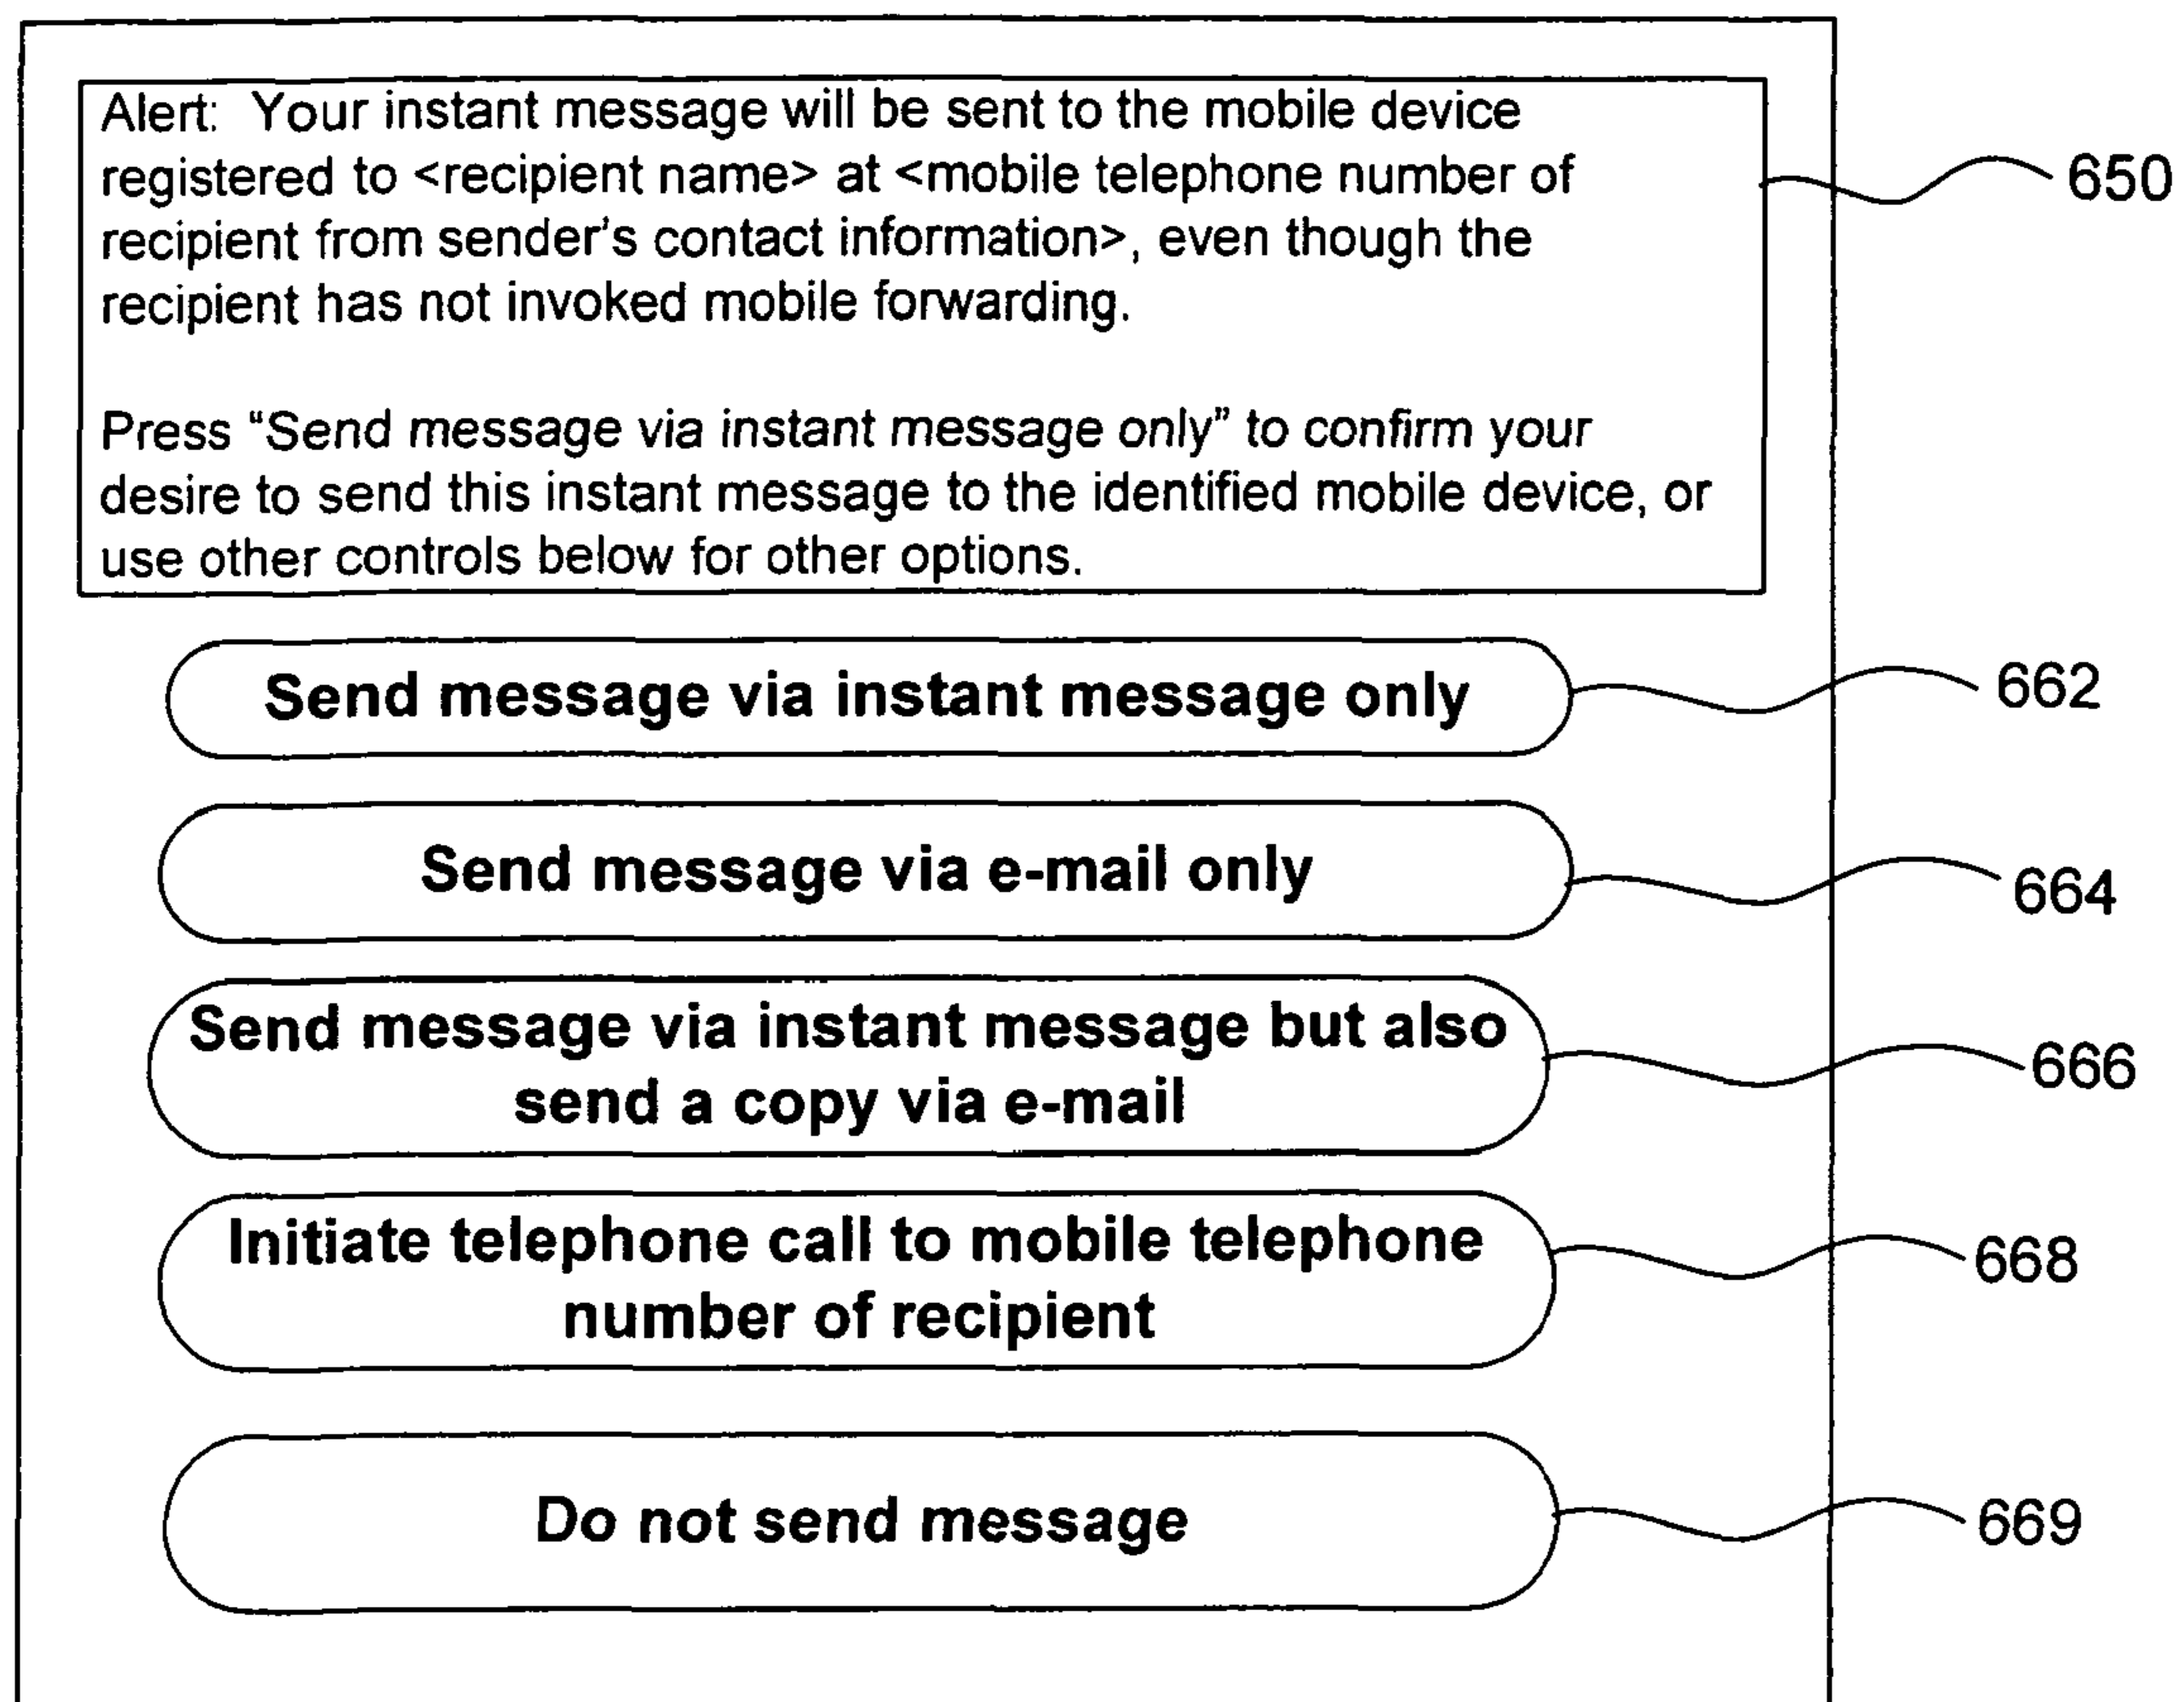 Alert:  Your instant message will be sent to the mobile device
registered to <recipient name> at <mobile telephone number of
recipient from sender's contact information>, even though the
recipient has not invoked mobile forwarding.
650
Press “Send message via instant message only” to confirm your
desire to send this instant message to the identified mobile device, or
use other controls below for other options.
Send message via instant message only
662
Send message via e-mail only
664
Send message via instant message but also
send a copy via e-mail
666
Initiate telephone call to mobile telephone
number of recipient
668
Do not send message
669